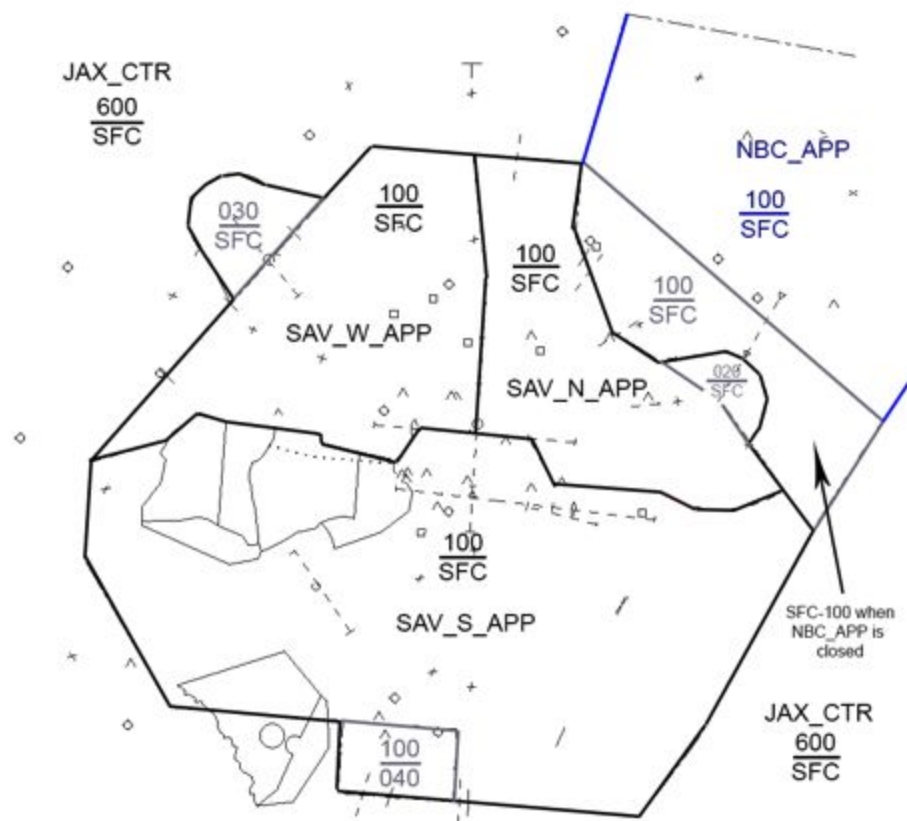 JAX_CTR
600
SFC
NBC_APP
100
SFC
030
SFC
100
SFC
100
SFC
100
SFC
SAV_W_APP
SAV_N_APP
020
SFC
100
SFC
SAV_S_APP
SFC-100 when
NBC_APP is
closed
JAX_CTR
600
SFC
100
040